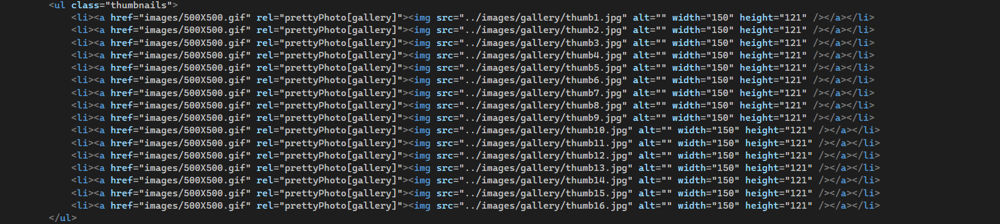 <ul class="thumbnails">
<li><a href="images/500X500.gif" rel="prettyPhoto[gallery]"><img src="../images/gallery/thumb1.jpg" alt="" width="150" height="121" /></a></li>
<li><a href="images/500X500.gif" rel="prettyPhoto[gallery]"><img src="../images/gallery/thumb2.jpg" alt="" width="150" height="121" /></a></li>
<li><a href="images/500X500.gif" rel="prettyPhoto[gallery]"><img src="../images/gallery/thumb3.jpg" alt="" width="150" height="121" /></a></li>
<li><a href="images/500X500.gif" rel="prettyPhoto[gallery]"><img src="../images/gallery/thumb4.jpg" alt="" width="150" height="121" /></a></li>
<li><a href="images/500X500.gif" rel="prettyPhoto[gallery]"><img src="../images/gallery/thumb5.jpg" alt="" width="150" height="121" /></a></li>
<li><a href="images/500X500.gif" rel="prettyPhoto[gallery]"><img src="../images/gallery/thumb6.jpg" alt="" width="150" height="121" /></a></li>
<li><a href="images/500X500.gif" rel="prettyPhoto[gallery]"><img src="../images/gallery/thumb7.jpg" alt="" width="150" height="121" /></a></li>
<li><a href="images/500X500.gif" rel="prettyPhoto[gallery]"><img src="../images/gallery/thumb8.jpg" alt="" width="150" height="121" /></a></li>
<li><a href="images/500X500.gif" rel="prettyPhoto[gallery]"><img src="../images/gallery/thumb9.jpg" alt="" width="150" height="121" /></a></li>
<li><a href="images/500X500.gif" rel="prettyPhoto[gallery]"><img src="../images/gallery/thumb10.jpg" alt="" width="150" height="121" /></a></li>
<li><a href="images/500X500.gif" rel="prettyPhoto[gallery]"><img src="../images/gallery/thumb11.jpg" alt="" width="150" height="121" /></a></li>
<li><a href="images/500X500.gif" rel="prettyPhoto[gallery]"><img src="../images/gallery/thumb12.jpg" alt="" width="150" height="121" /></a></li>
<li><a href="images/500X500.gif" rel="prettyPhoto[gallery]"><img src="../images/gallery/thumb13.jpg" alt="" width="150" height="121" /></a></li>
<li><a href="images/500X500.gif" rel="prettyPhoto[gallery]"><img src="../images/gallery/thumb14.jpg" alt="" width="150" height="121" /></a></li>
<li><a href="images/500X500.gif" rel="prettyPhoto[gallery]"><img src="../images/gallery/thumb15.jpg" alt="" width="150" height="121" /></a></li>
<li><a href="images/500X500.gif" rel="prettyPhoto[gallery]"><img src="../images/gallery/thumb16.jpg" alt="" width="150" height="121" /></a></li>
</ul>